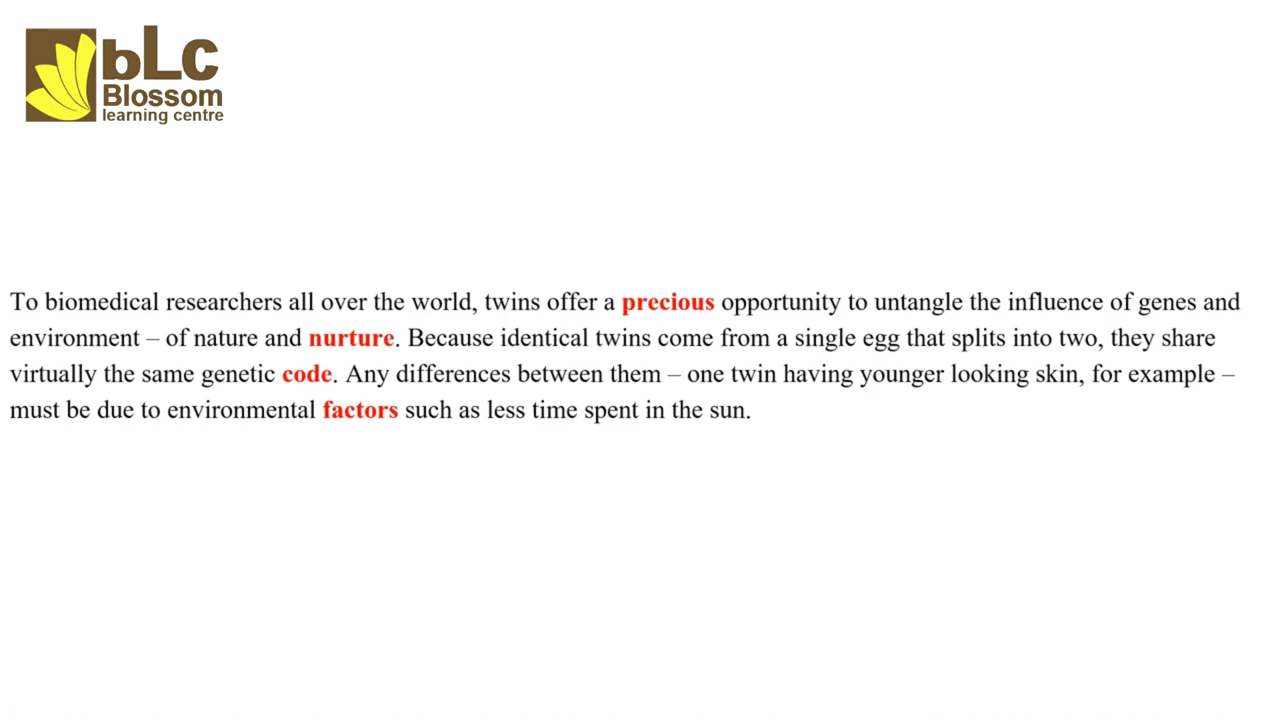 bLc
Blossom
learning centre
To biomedical researchers all over the world, twins offer a precious opportunity to untangle the influence of genes and
environment – of nature and nurture. Because identical twins come from a single egg that splits into two, they share
virtually the same genetic code. Any differences between them – one twin having younger looking skin, for example –
must be due to environmental factors such as less time spent in the sun.